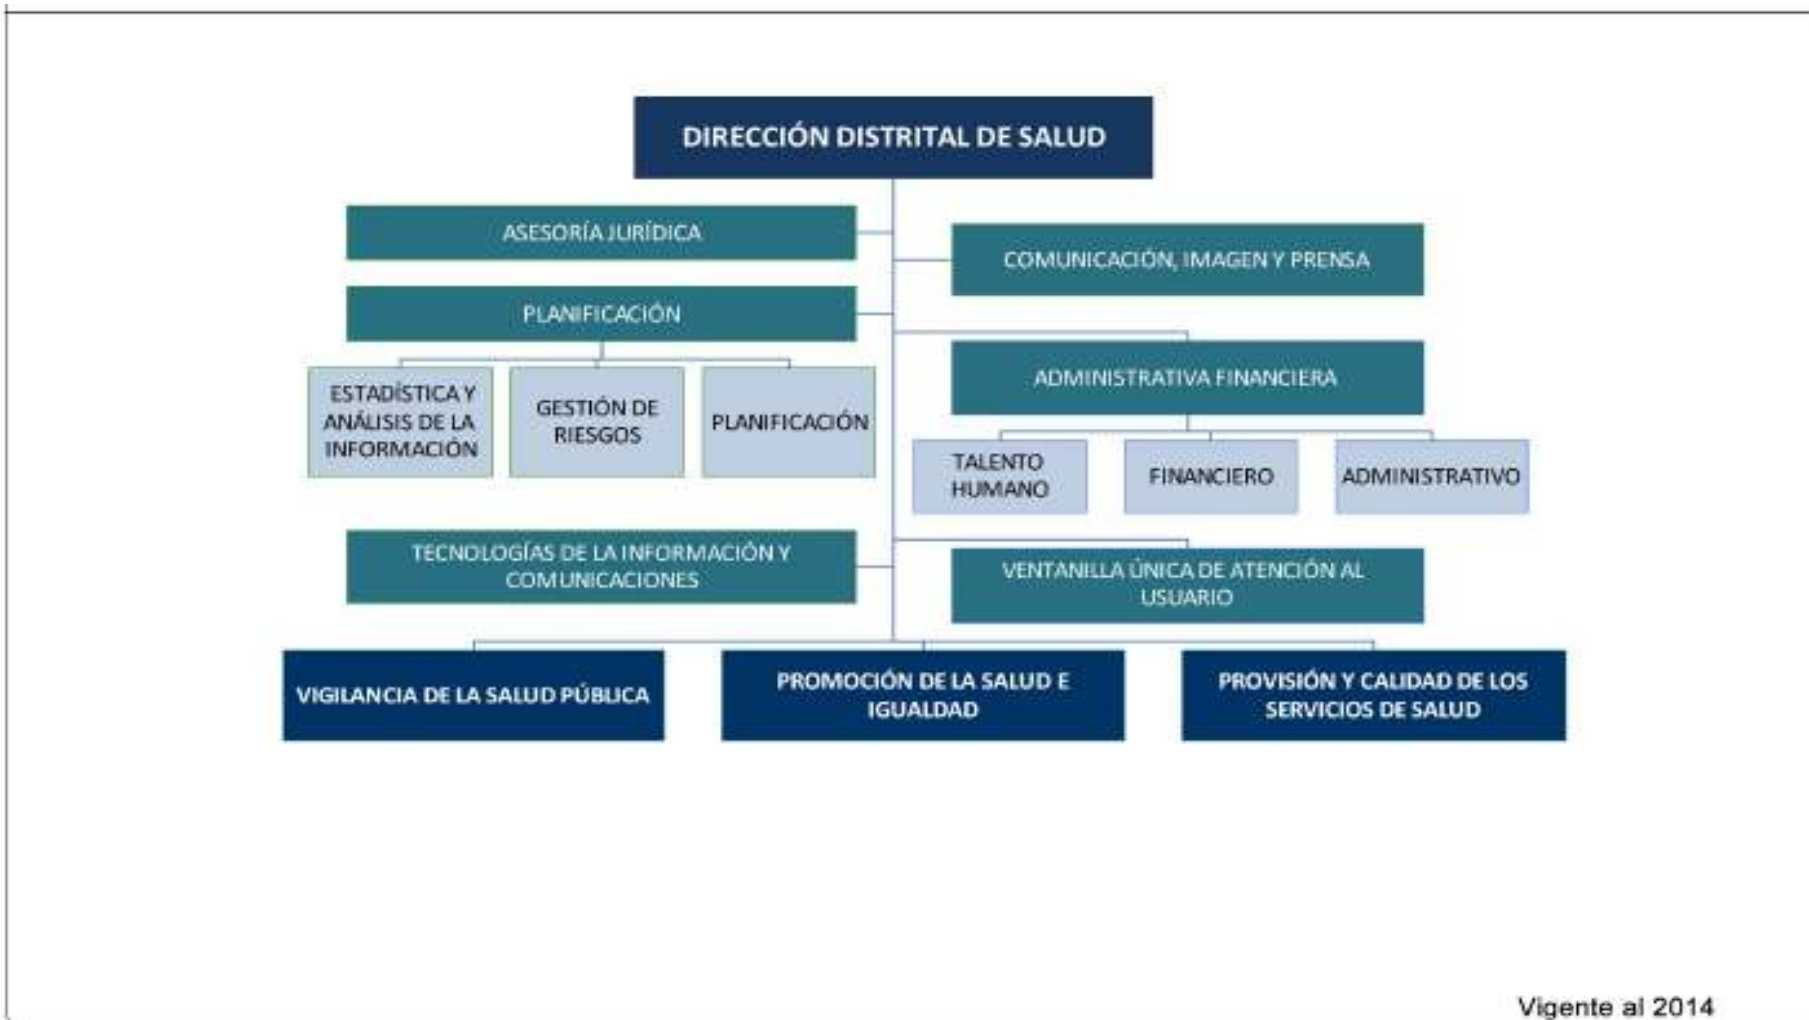 DIRECCIÓN DISTRITAL DE SALUD
ASESORÍA JURÍDICA
COMUNICACIÓN, IMAGEN Y PRENSA
PLANIFICACIÓN
ESTADÍSTICA Y
ANÁLISIS DE LA
INFORMACIÓN
GESTIÓN DE
RIESGOS
PLANIFICACIÓN
ADMINISTRATIVA FINANCIERA
TALENTO
HUMANO
FINANCIERO
ADMINISTRATIVO
TECNOLOGÍAS DE LA INFORMACIÓN Y
COMUNICACIONES
VENTANILLA ÚNICA DE ATENCIÓN AL
USUARIO
VIGILANCIA DE LA SALUD PÚBLICA
PROMOCIÓN DE LA SALUD E
IGUALDAD
PROVISIÓN Y CALIDAD DE LOS
SERVICIOS DE SALUD
Vigente al 2014